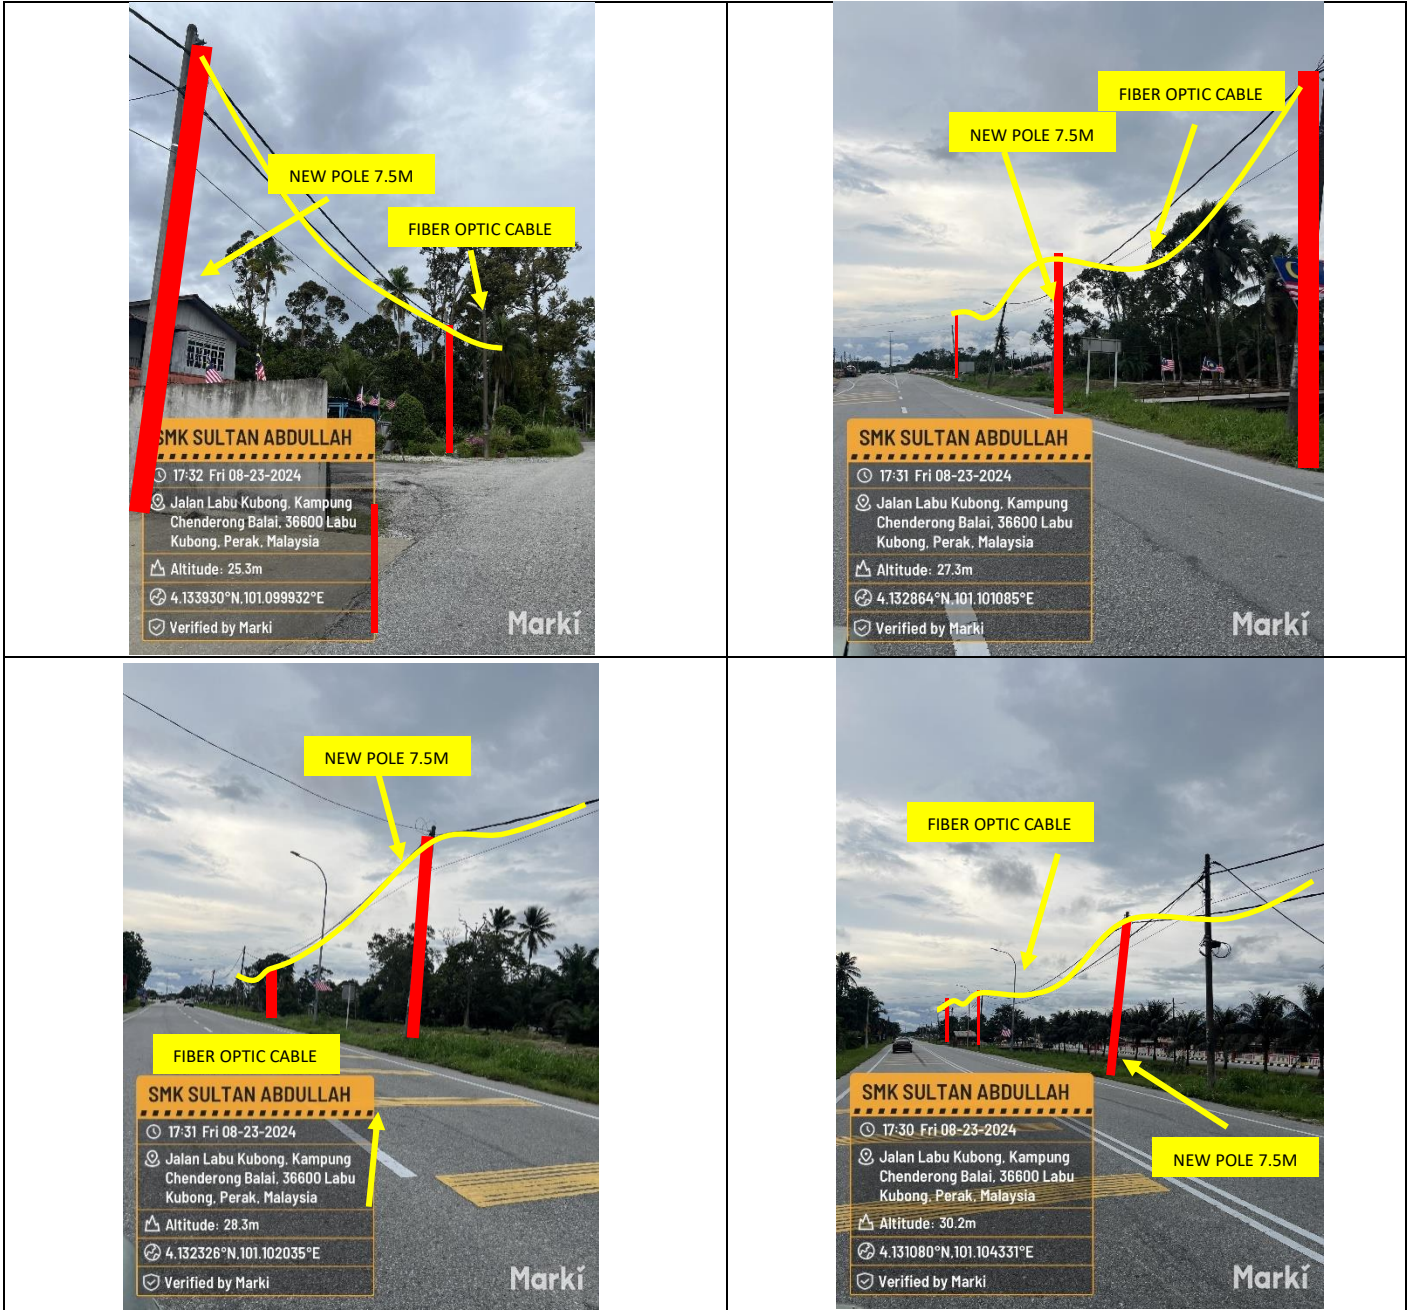 NEW POLE 7.5M
FIBER OPTIC CABLE
SMK SULTAN ABDULLAH
17:32 Fri 08-23-2024
Jalan Labu Kubong, Kampung
Chenderong Balai, 36600 Labu
Kubong, Perak, Malaysia
Altitude: 25.3m
4.133930°N,101.099932°E
Verified by Marki
Marki
FIBER OPTIC CABLE
NEW POLE 7.5M
SMK SULTAN ABDULLAH
17:31 Fri 08-23-2024
Jalan Labu Kubong, Kampung
Chenderong Balai, 36600 Labu
Kubong, Perak, Malaysia
Altitude: 27.3m
4.132864°N,101.101085°E
Verified by Marki
Marki
NEW POLE 7.5M
FIBER OPTIC CABLE
SMK SULTAN ABDULLAH
17:31 Fri 08-23-2024
Jalan Labu Kubong, Kampung
Chenderong Balai, 36600 Labu
Kubong, Perak, Malaysia
Altitude: 28.3m
4.132326°N,101.102035°E
Verified by Marki
Marki
FIBER OPTIC CABLE
NEW POLE 7.5M
SMK SULTAN ABDULLAH
17:30 Fri 08-23-2024
Jalan Labu Kubong, Kampung
Chenderong Balai, 36600 Labu
Kubong, Perak, Malaysia
Altitude: 30.2m
4.131080°N,101.104331°E
Verified by Marki
Marki